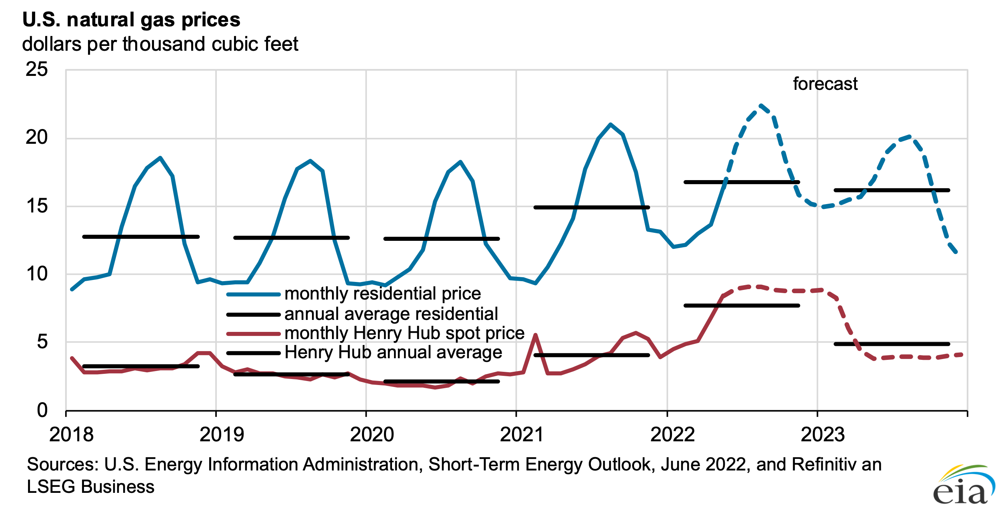 U.S. natural gas prices
dollars per thousand cubic feet
25
forecast
20
15
10
monthly residential price
annual average residential
monthly Henry Hub spot price
5
Henry Hub annual average
0
2018 2019 2020 2021 2022 2023
Sources: U.S. Energy Information Administration, Short-Term Energy Outlook, June 2022, and Refinitiv an
LSEG Business
eia